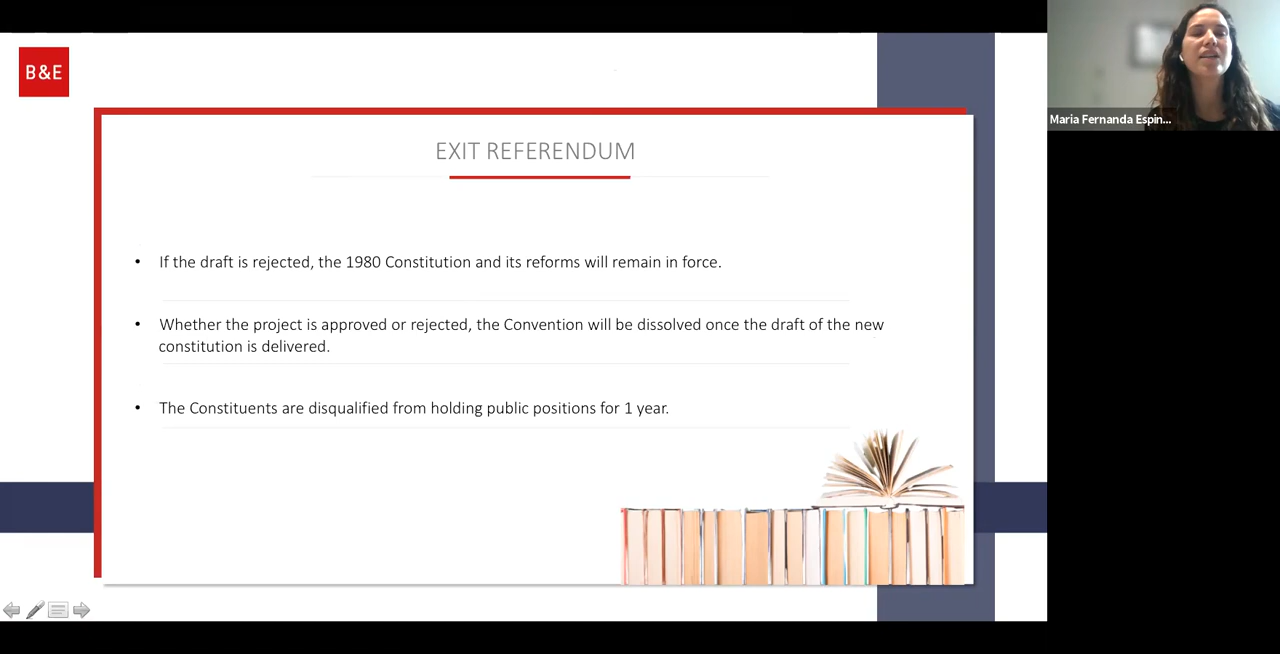 B&E
Maria Fernanda Espin...
EXIT REFERENDUM
• If the draft is rejected, the 1980 Constitution and its reforms will remain in force.
• Whether the project is approved or rejected, the Convention will be dissolved once the draft of the new
constitution is delivered.
• The Constituents are disqualified from holding public positions for 1 year.